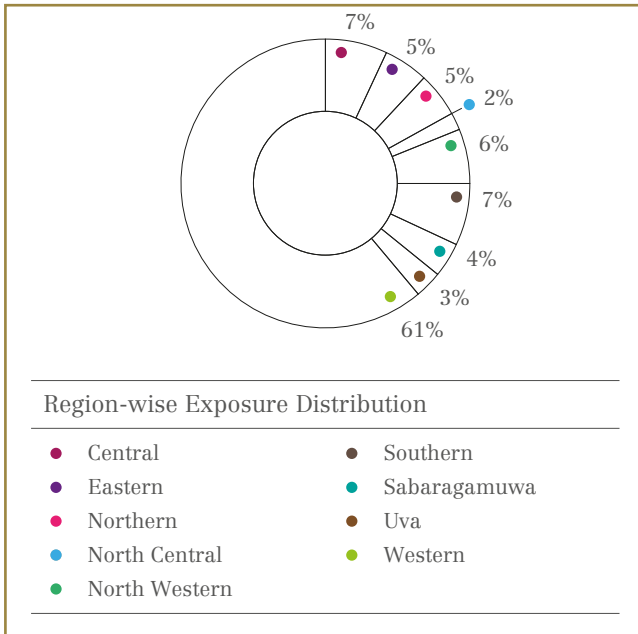 7%
5%
5%
2%
6%
7%
4%
3%
61%
Region-wise Exposure Distribution
Central
Eastern
Northern
North Central
North Western
Southern
Sabaragamuwa
Uva
Western